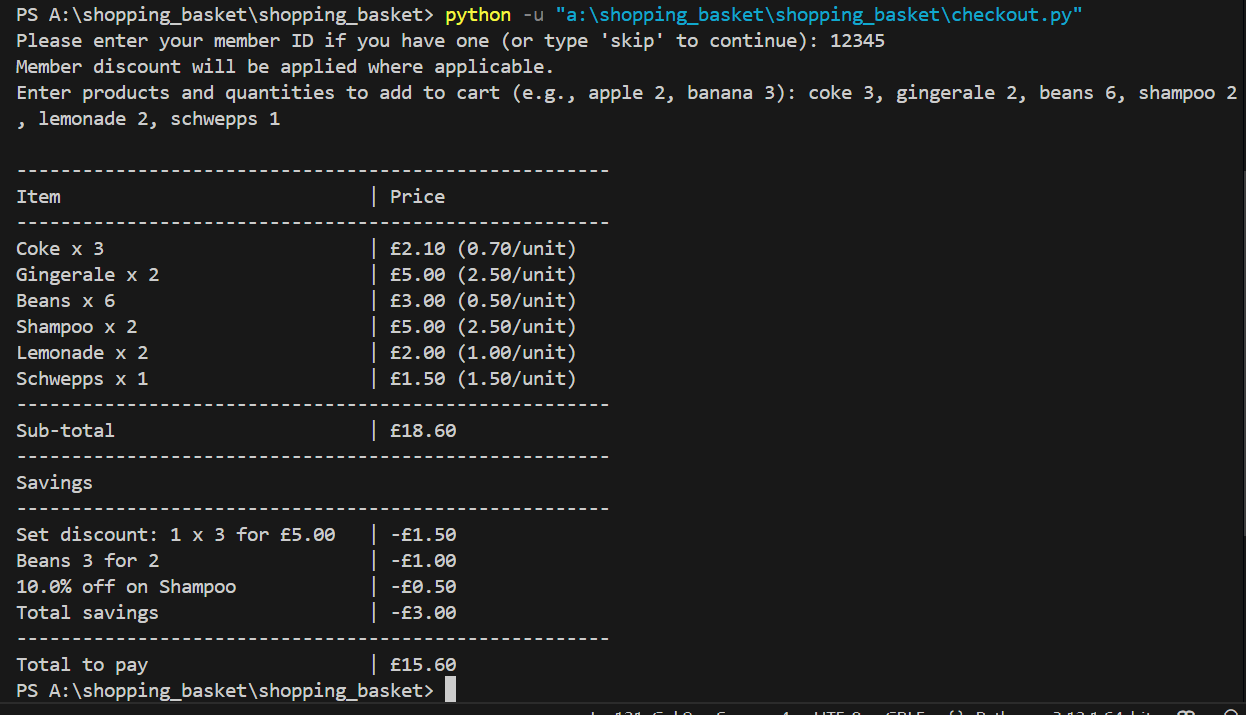 PS A:\shopping_basket\shopping_basket> python -u "a:\shopping_basket\shopping_basket\checkout.py"
Please enter your member ID if you have one (or type 'skip' to continue): 12345
Member discount will be applied where applicable.
Enter products and quantities to add to cart (e.g., apple 2, banana 3): coke 3, gingerale 2, beans 6, shampoo 2
, lemonade 2, schwepps 1
------------------------------------------------------
Item | Price
------------------------------------------------------
Coke x 3 | £2.10 (0.70/unit)
Gingerale x 2 | £5.00 (2.50/unit)
Beans x 6 | £3.00 (0.50/unit)
Shampoo x 2 | £5.00 (2.50/unit)
Lemonade x 2 | £2.00 (1.00/unit)
Schwepps x 1 | £1.50 (1.50/unit)
------------------------------------------------------
Sub-total | £18.60
------------------------------------------------------
Savings
------------------------------------------------------
Set discount: 1 x 3 for £5.00 | -£1.50
Beans 3 for 2 | -£1.00
10.0% off on Shampoo | -£0.50
Total savings | -£3.00
------------------------------------------------------
Total to pay | £15.60
PS A:\shopping_basket\shopping_basket>